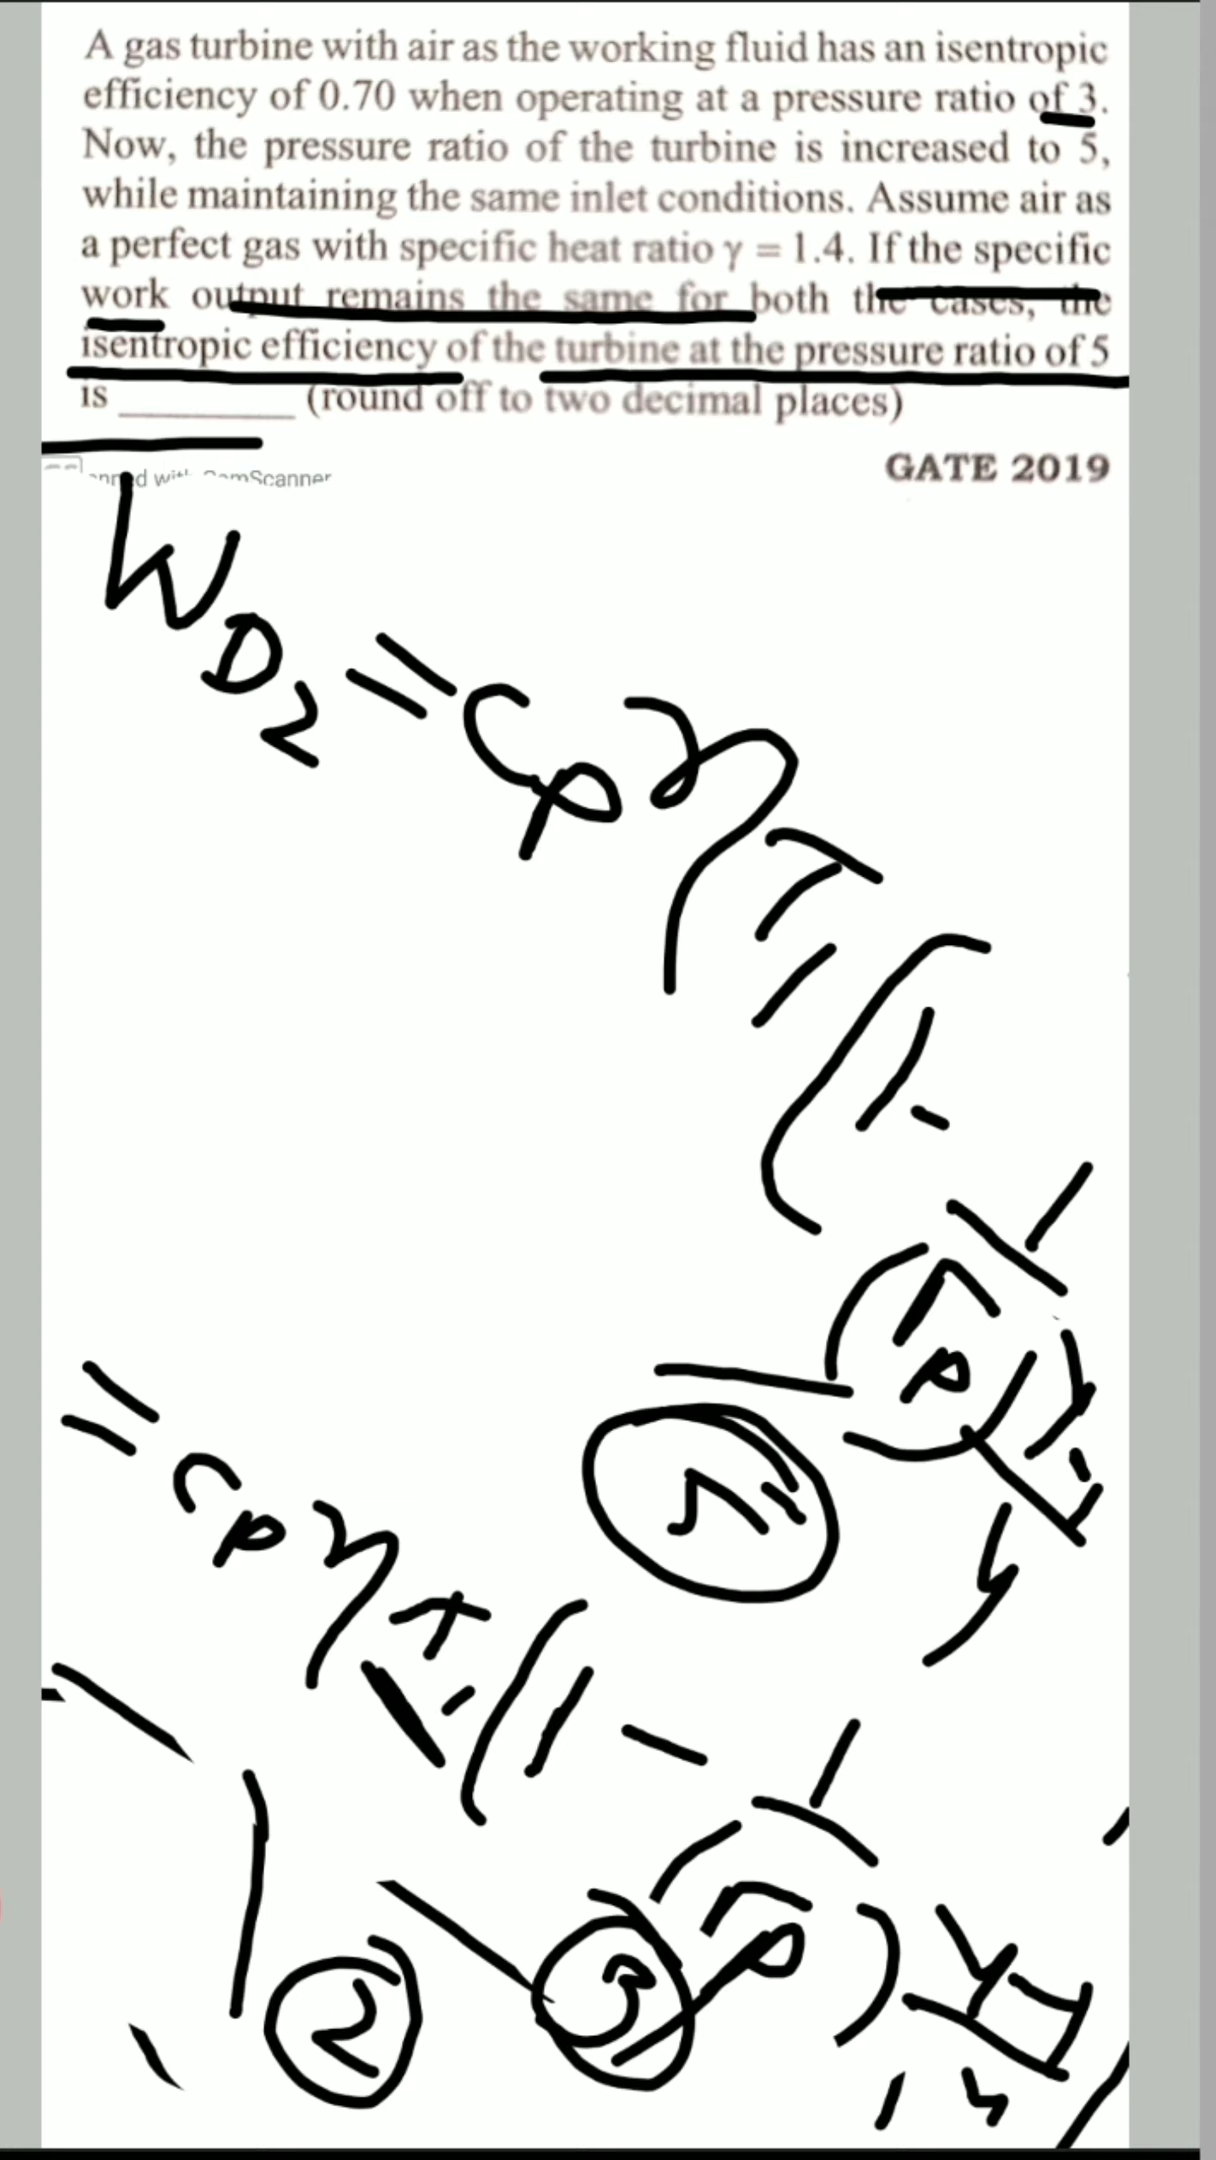 A gas turbine with air as the working fluid has an isentropic
efficiency of 0.70 when operating at a pressure ratio of 3.
Now, the pressure ratio of the turbine is increased to 5,
while maintaining the same inlet conditions. Assume air as
a perfect gas with specific heat ratio γ = 1.4. If the specific
work output remains the same for both the cases, the
isentropic efficiency of the turbine at the pressure ratio of 5
is ________ (round off to two decimal places)
GATE 2019
CamScanner
W_D2 = Cp η T1 (1 - 1/(rp)^(γ-1)/γ
5
= Cp η T1 (1 - 1/(rp)^γ-1
2
3